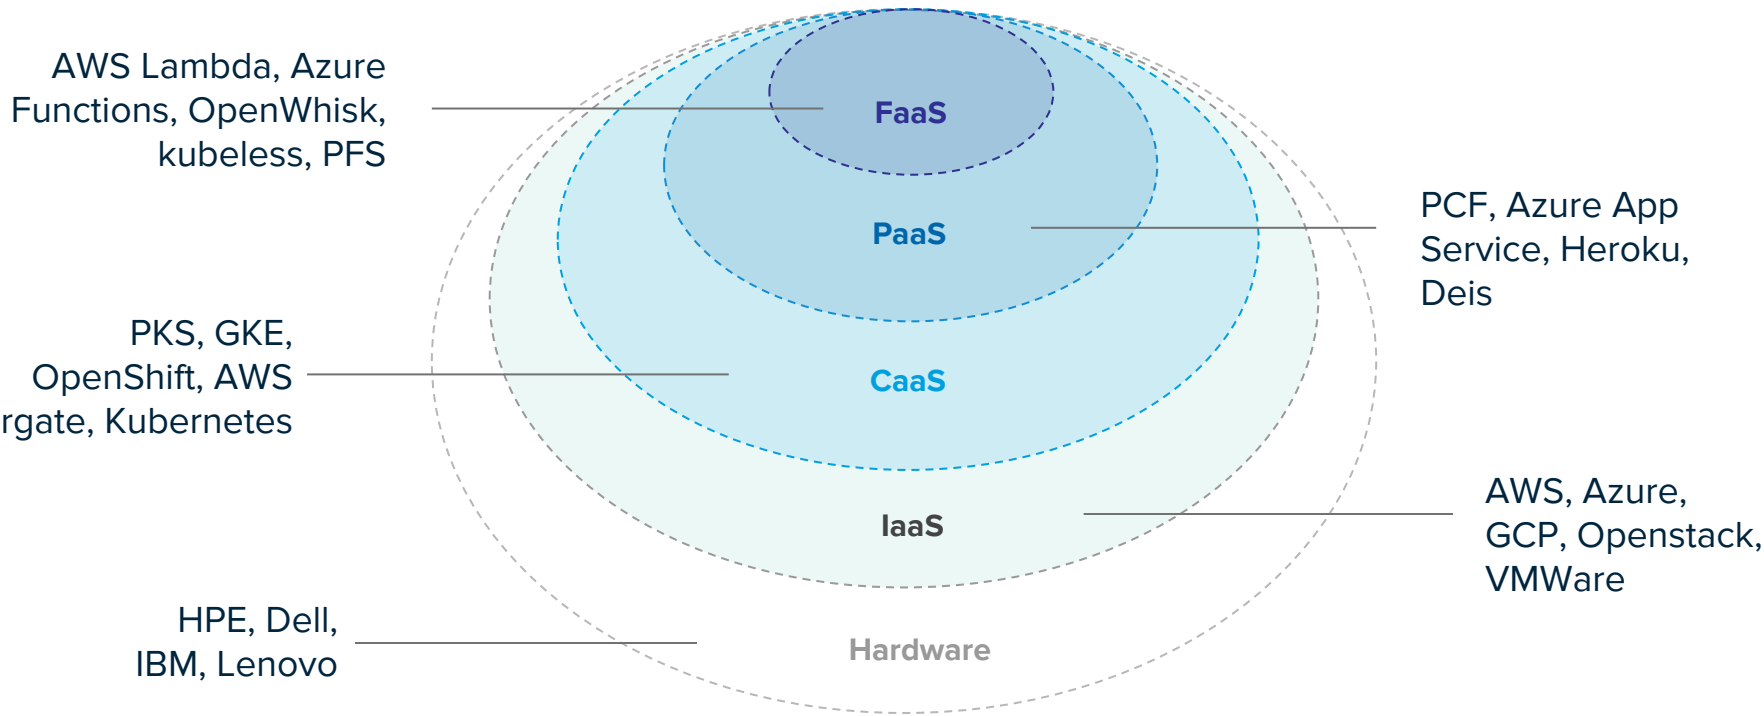 AWS Lambda, Azure
Functions, OpenWhisk,
kubeless, PFS
FaaS
PaaS
PCF, Azure App
Service, Heroku,
Deis
PKS, GKE,
OpenShift, AWS
rgate, Kubernetes
CaaS
IaaS
AWS, Azure,
GCP, Openstack,
VMWare
HPE, Dell,
IBM, Lenovo
Hardware